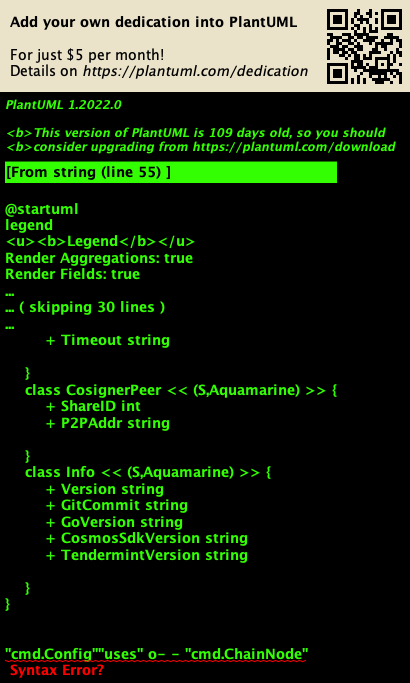 Add your own dedication into PlantUML
For just $5 per month!
Details on https://plantuml.com/dedication
PlantUML 1.2022.0
<b>This version of PlantUML is 109 days old, so you should
<b>consider upgrading from https://plantuml.com/download
[From string (line 55) ]
@startuml
legend
<u><b>Legend</b></u>
Render Aggregations: true
Render Fields: true
...
... ( skipping 30 lines )
...
+ Timeout string
}
class CosignerPeer << (S,Aquamarine) >> {
+ ShareID int
+ P2PAddr string
}
class Info << (S,Aquamarine) >> {
+ Version string
+ GitCommit string
+ GoVersion string
+ CosmosSdkVersion string
+ TendermintVersion string
}
}
"cmd.Config""uses" o- - "cmd.ChainNode"
Syntax Error?